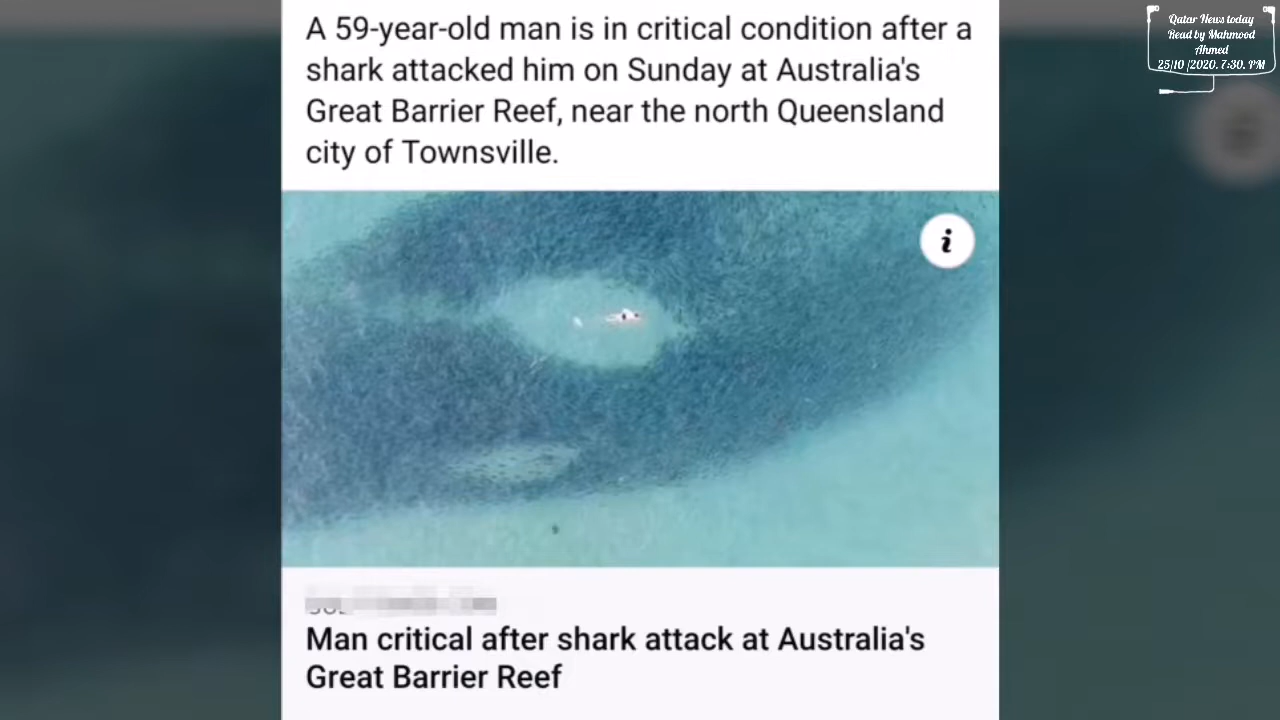 A 59-year-old man is in critical condition after a
shark attacked him on Sunday at Australia's
Great Barrier Reef, near the north Queensland
city of Townsville.
Qatar News today
Read by Mahmood
Ahmed
25/10 /2020. 7:30. PM
i
Man critical after shark attack at Australia's
Great Barrier Reef